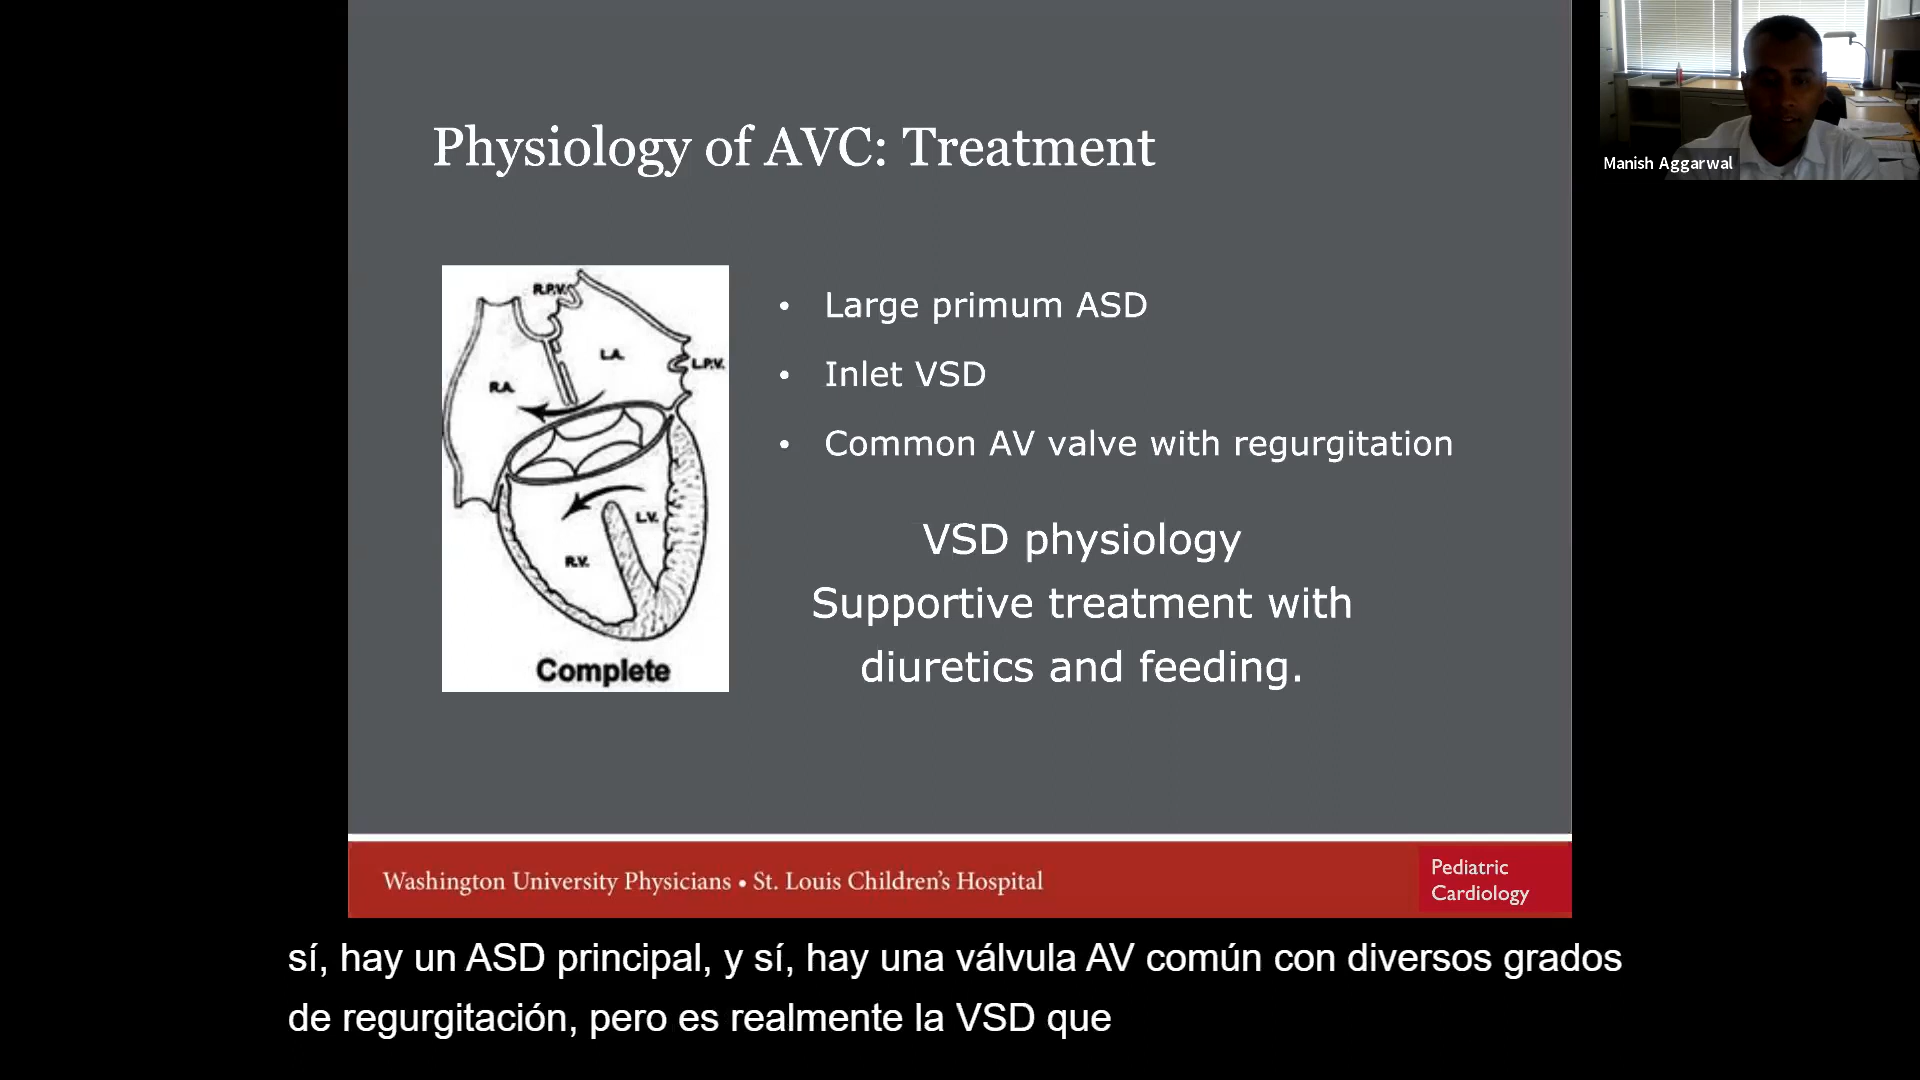 Physiology of AVC: Treatment
Manish Aggarwal
R.P.V.
L.A.
L.P.V.
R.A.
L.V.
R.V.
Complete
• Large primum ASD
• Inlet VSD
• Common AV valve with regurgitation
VSD physiology
Supportive treatment with
diuretics and feeding.
Washington University Physicians • St. Louis Children's Hospital
Pediatric
Cardiology
sí, hay un ASD principal, y sí, hay una válvula AV común con diversos grados
de regurgitación, pero es realmente la VSD que